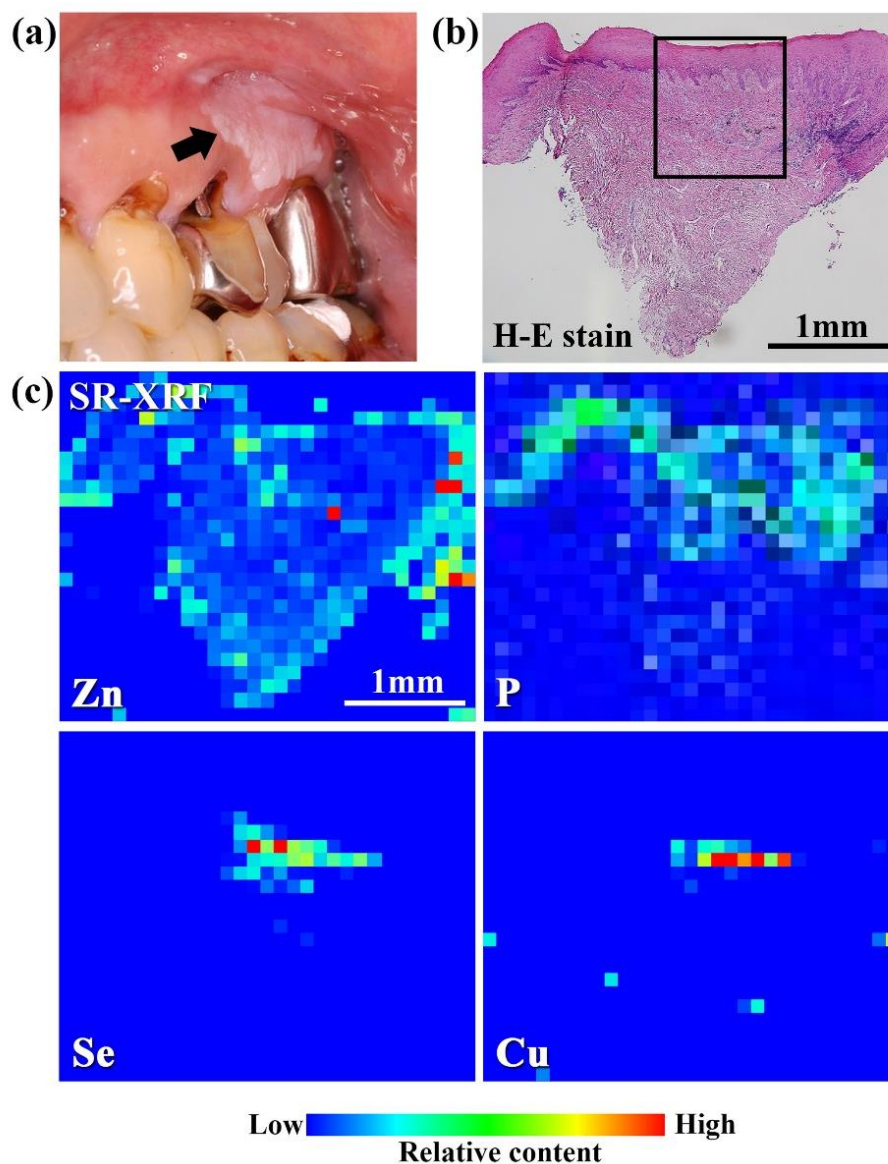 (a)
(b)
H-E stain
1mm
(c)
SR-XRF
Zn
1mm
P
Se
Cu
Low
High
Relative content